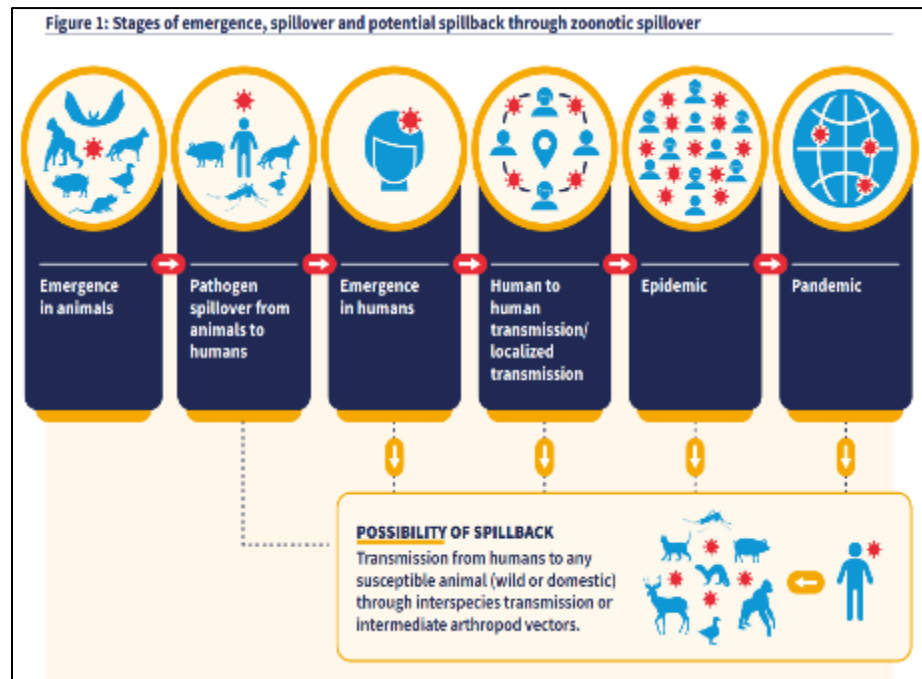 Figure 1: Stages of emergence, spillover and potential spillback through zoonotic spillover
Emergence
in animals
Pathogen
spillover from
animals to
humans
Emergence
in humans
Human to
human
transmission/
localized
transmission
Epidemic
Pandemic
POSSIBILITY OF SPILLBACK
Transmission from humans to any
susceptible animal (wild or domestic)
through interspecies transmission or
intermediate arthropod vectors.